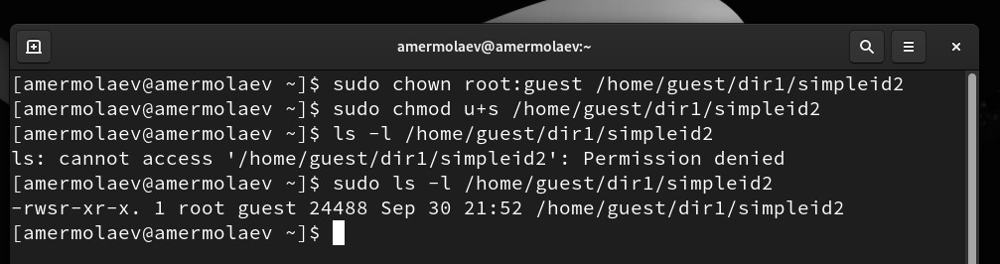 amermolaev@amermolaev:~
[amermolaev@amermolaev ~]$ sudo chown root:guest /home/guest/dir1/simpleid2
[amermolaev@amermolaev ~]$ sudo chmod u+s /home/guest/dir1/simpleid2
[amermolaev@amermolaev ~]$ ls -l /home/guest/dir1/simpleid2
ls: cannot access '/home/guest/dir1/simpleid2': Permission denied
[amermolaev@amermolaev ~]$ sudo ls -l /home/guest/dir1/simpleid2
-rwsr-xr-x. 1 root guest 24488 Sep 30 21:52 /home/guest/dir1/simpleid2
[amermolaev@amermolaev ~]$